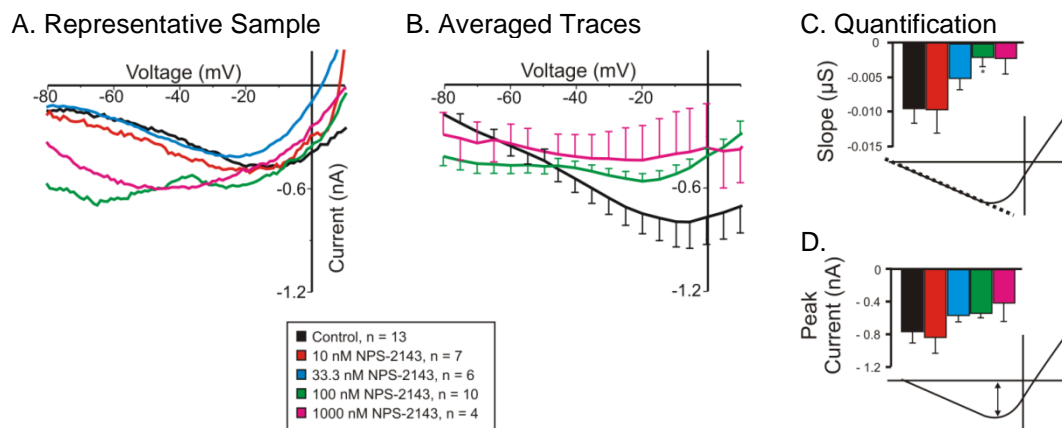 A. Representative Sample
B. Averaged Traces
C. Quantification
Voltage (mV)
-80 -60 -40 -20
-0.6
-1.2
Current (nA)
Voltage (mV)
-80 -60 -40 -20
-0.6
-1.2
0
-0.005
-0.010
-0.015
Slope (µS)
*
D.
0
- 0.4
- 0.8
- 1.2
Peak
Current (nA)
Control, n = 13
10 nM NPS-2143, n = 7
33.3 nM NPS-2143, n = 6
100 nM NPS-2143, n = 10
1000 nM NPS-2143, n = 4